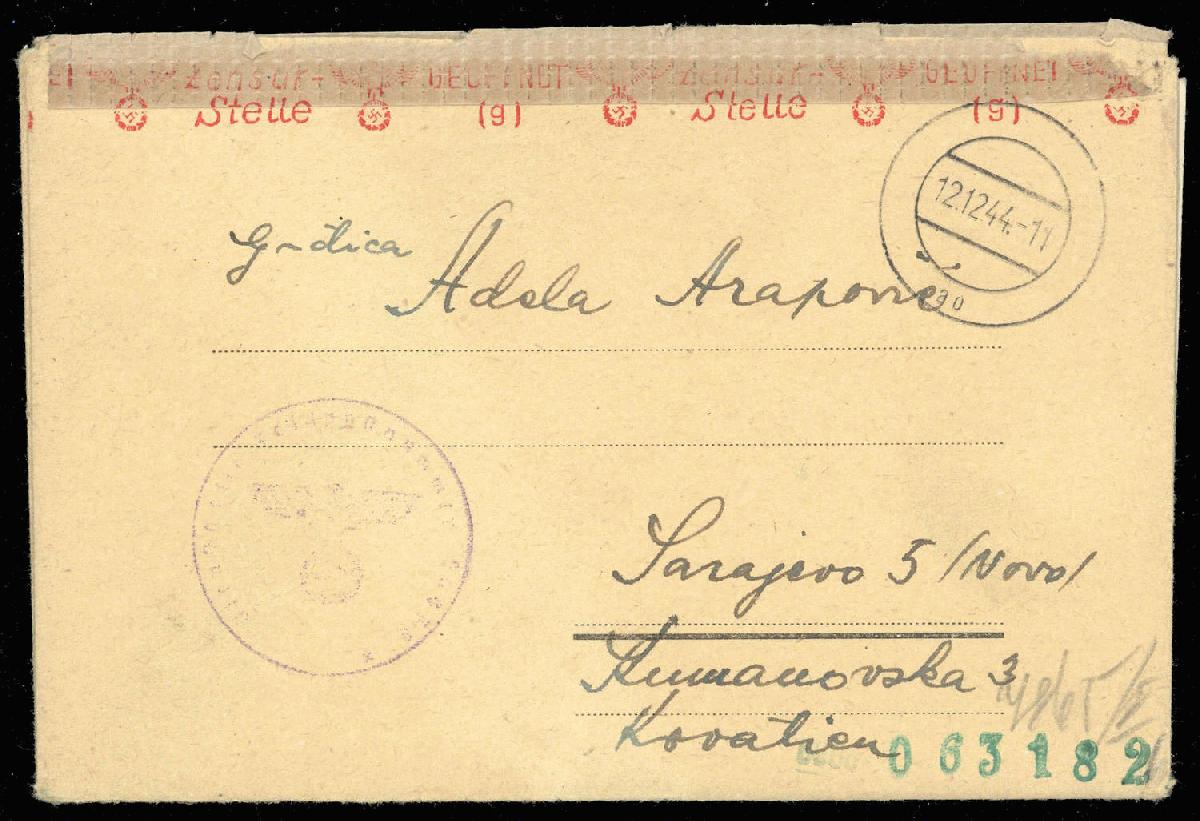 Zensur- GEÖFFNET Zensur- GEÖFFNET
Stelle (g) Stelle (g)
12.12.44.-11
g-đica Adela Arapović
Sarajevo 5 /Novo/
Kumanovska 3
Kroatien
063182